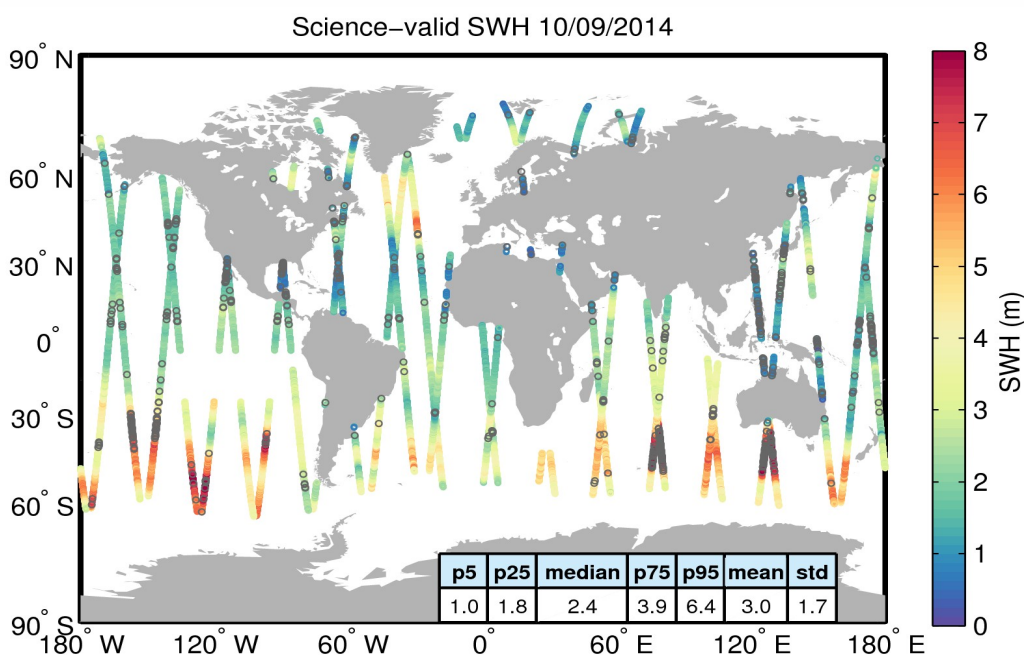 Science−valid SWH 10/09/2014
90° N
60° N
30° N
0°
30° S
60° S
90° S
180° W
120° W
60° W
0°
60° E
120° E
180° E
p5 p25 median p75 p95 mean std
1.0 1.8 2.4 3.9 6.4 3.0 1.7
8
7
6
5
4
3
2
1
0
SWH (m)